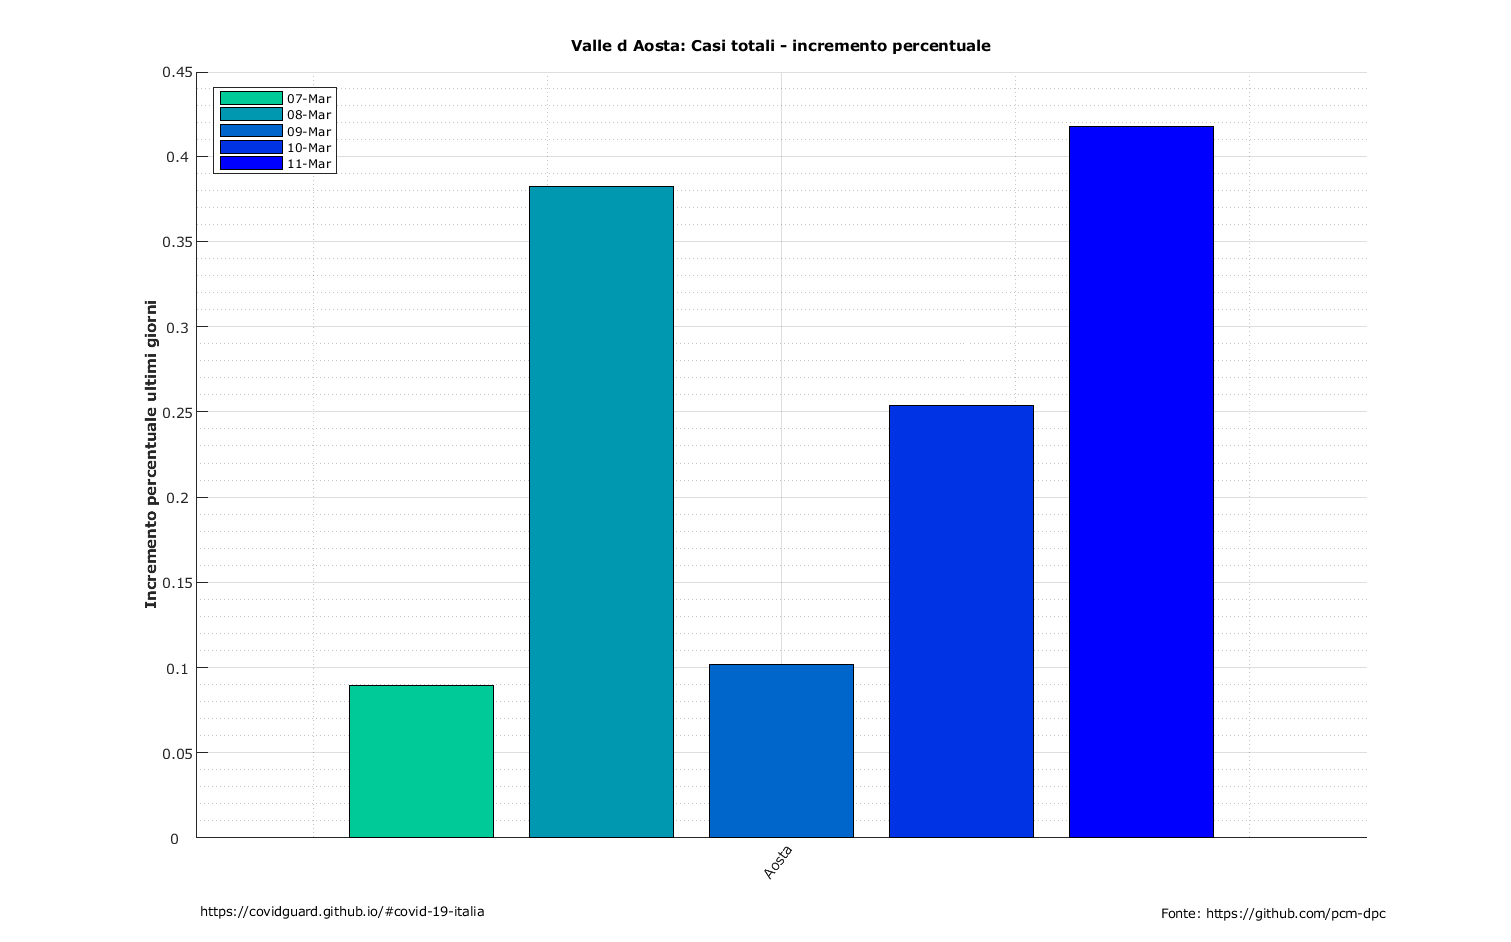 Valle d Aosta: Casi totali - incremento percentuale
0.45
0.4
0.35
0.3
0.25
0.2
0.15
0.1
0.05
0
07-Mar
08-Mar
09-Mar
10-Mar
11-Mar
Incremento percentuale ultimi giorni
Aosta
https://covidguard.github.io/#covid-19-italia
Fonte: https://github.com/pcm-dpc